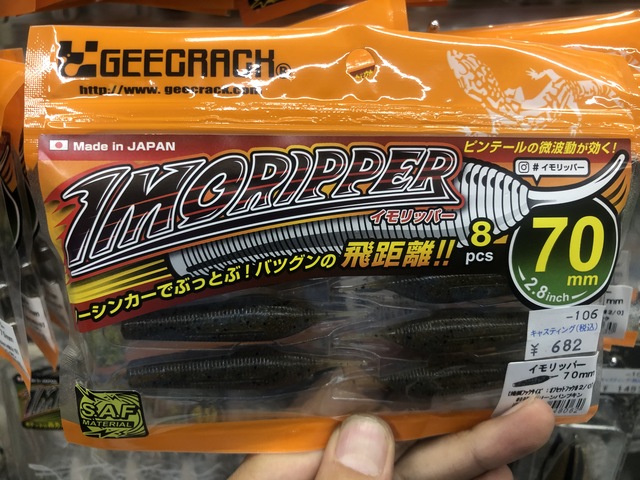 GEECRACK®
http://www.geecrack.com
Made in JAPAN
ピンテールの微波動が効く!
# イモリッパー
IMORIPPER
イモリッパー
8 pcs
70 mm
2.8inch
ーシンカーでぶっとぶ!バツグンの 飛距離!!
-106
キャスティング(税込)
¥ 682
イモリッパー
70mm
S.A.F
MATERIAL